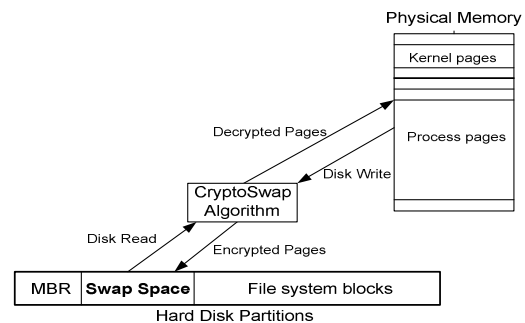 Physical Memory
Kernel pages
Decrypted Pages
Process pages
Disk Write
CryptoSwap
Algorithm
Disk Read
Encrypted Pages
MBR Swap Space File system blocks
Hard Disk Partitions